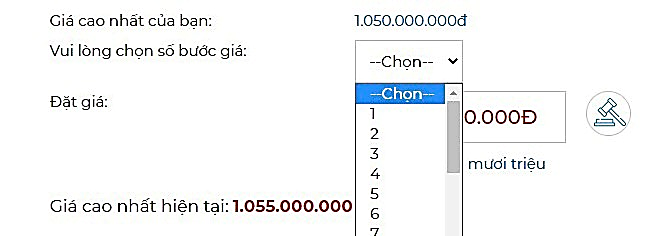 Giá cao nhất của bạn: 1.050.000.000đ
Vui lòng chọn số bước giá: --Chọn--
--Chọn--
Đặt giá: 0.000Đ
1
2
3
mươi triệu
4
5
Giá cao nhất hiện tại: 1.055.000.000
6
7